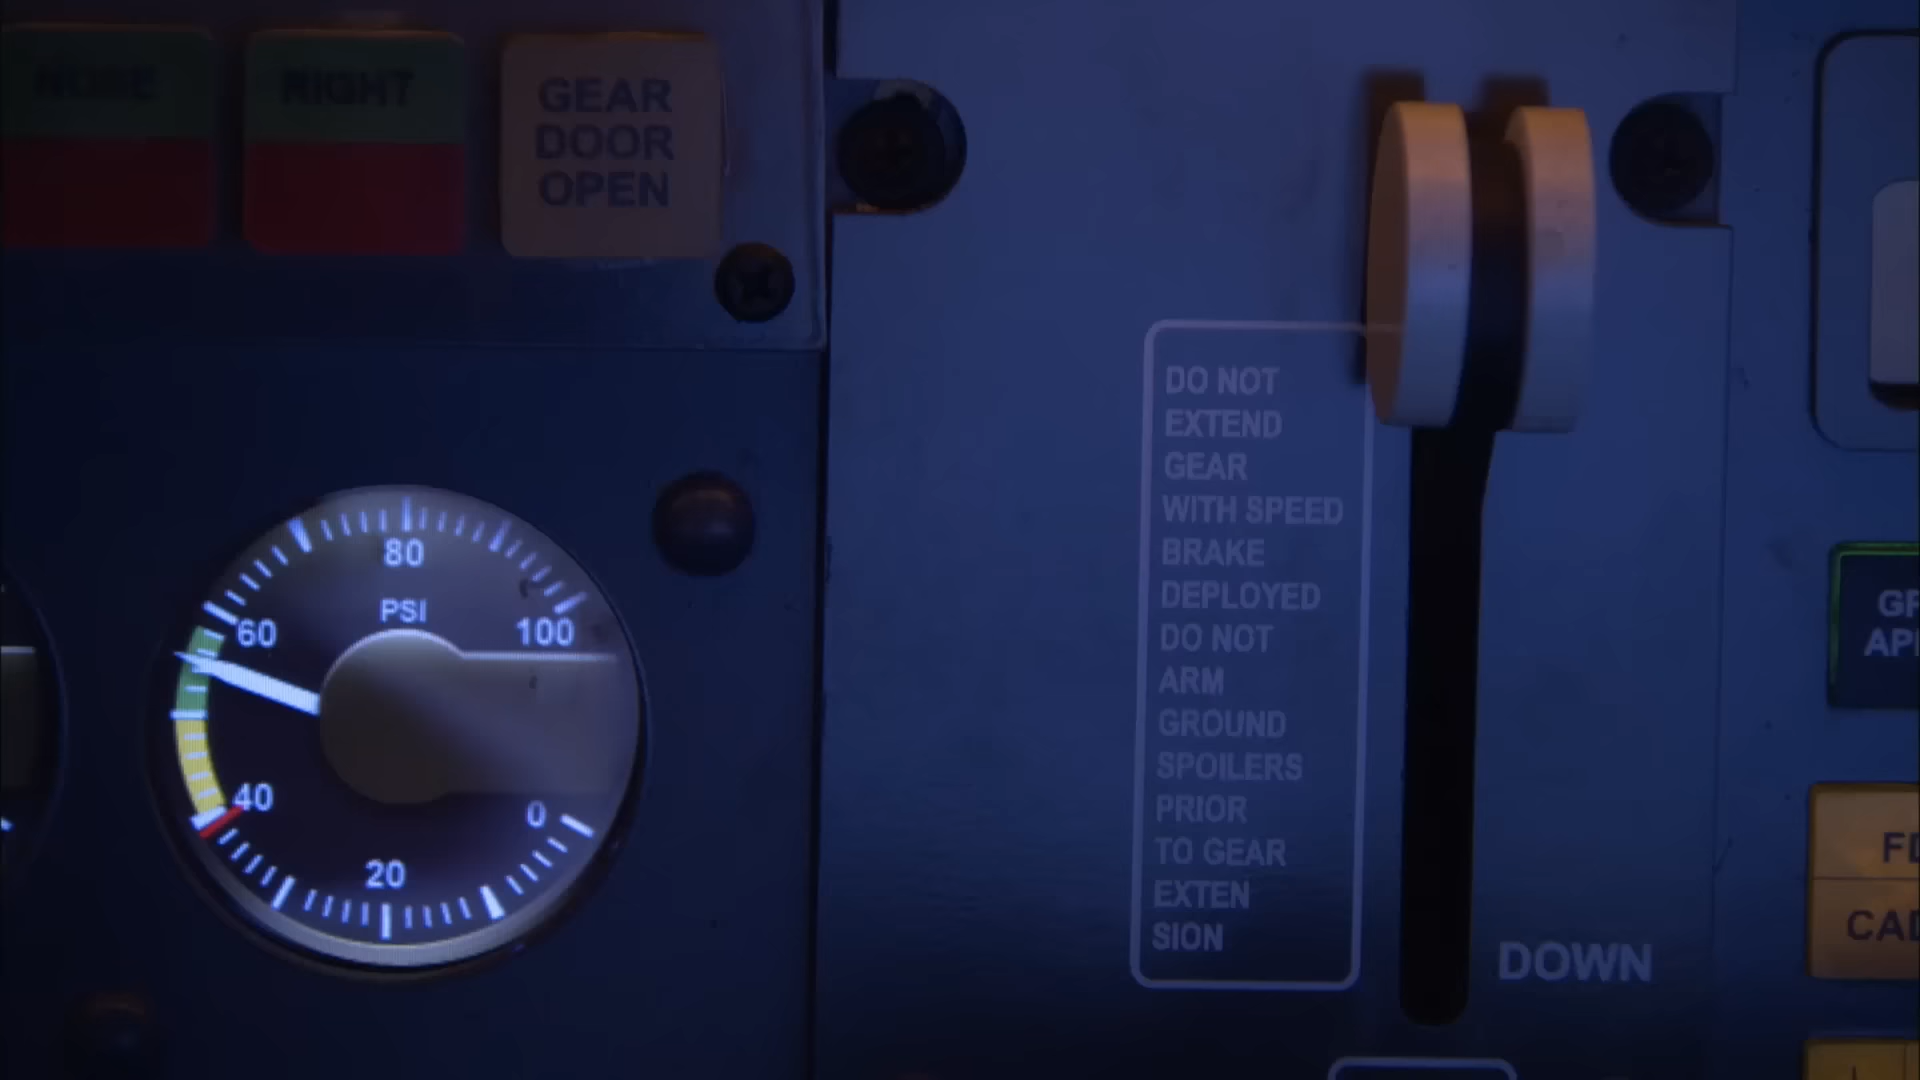 NOSE
RIGHT
GEAR
DOOR
OPEN
80
PSI
60
100
40
0
20
DO NOT
EXTEND
GEAR
WITH SPEED
BRAKE
DEPLOYED
DO NOT
ARM
GROUND
SPOILERS
PRIOR
TO GEAR
EXTEN
SION
DOWN